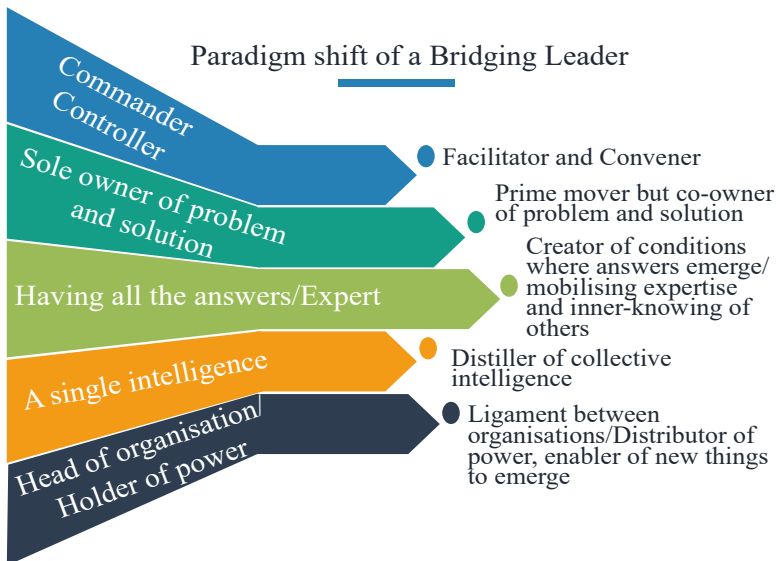 Paradigm shift of a Bridging Leader
Commander
Controller
Facilitator and Convener
Sole owner of problem
and solution
Prime mover but co-owner
of problem and solution
Having all the answers/Expert
Creator of conditions
where answers emerge/
mobilising expertise
and inner-knowing of
others
A single intelligence
Distiller of collective
intelligence
Head of organisation/
Holder of power
Ligament between
organisations/Distributor of
power, enabler of new things
to emerge